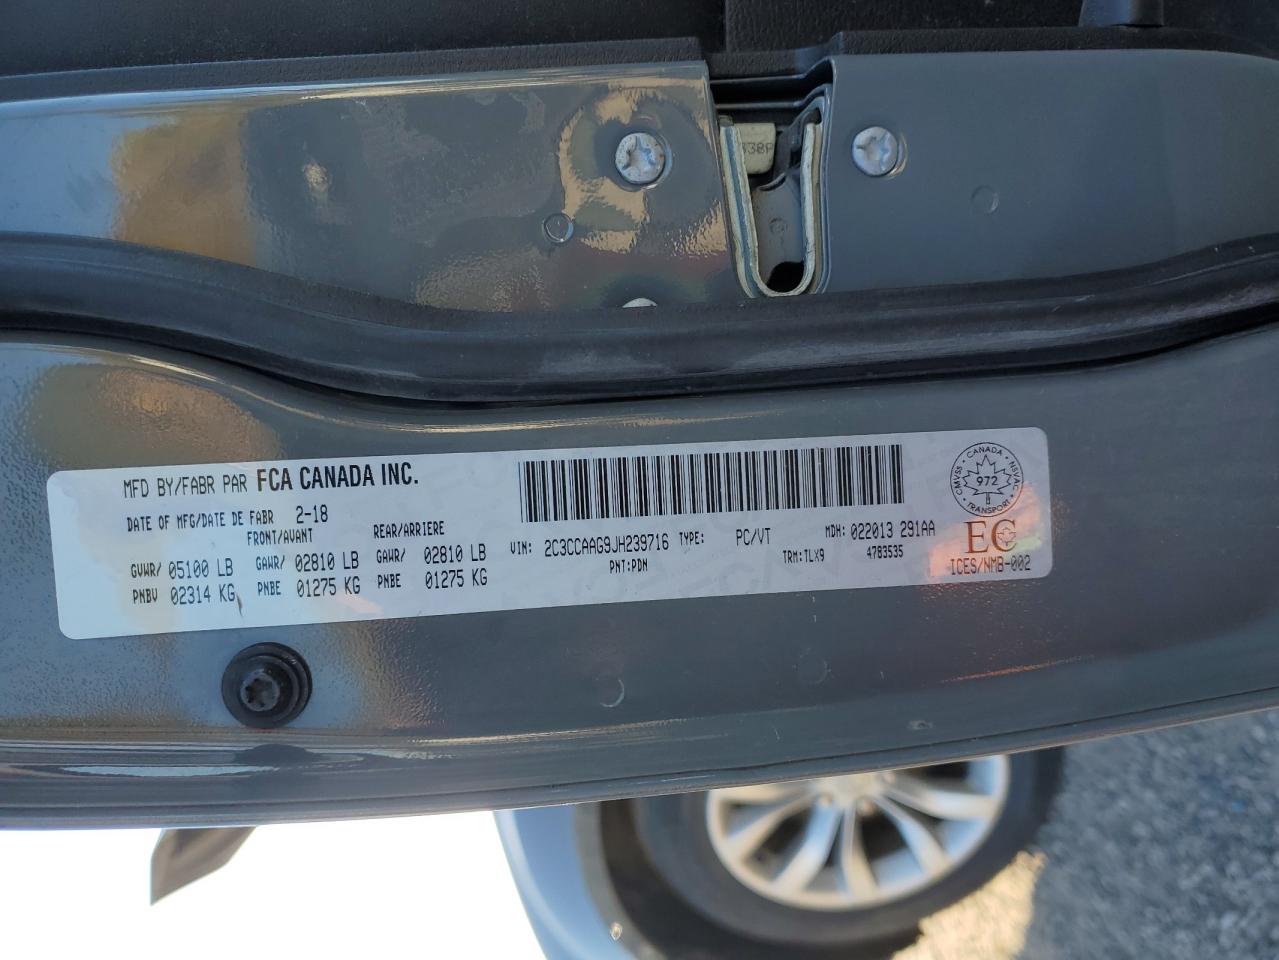 438P
MFD BY/FABR PAR FCA CANADA INC.
DATE OF MFG/DATE DE FABR 2-18
FRONT/AVANT REAR/ARRIERE
GVWR/ 05100 LB GAWR/ 02810 LB GAWR/ 02810 LB
PNBV 02314 KG PNBE 01275 KG PNBE 01275 KG
VIN: 2C3CCAAG9JH239716 TYPE: PC/VT MDH: 022013 291AA
PNT:PDN TRM:TLX9 4783535
CANADA
CMVSS 972 NSVAC
TRANSPORT
EC
ICES/NMB-002